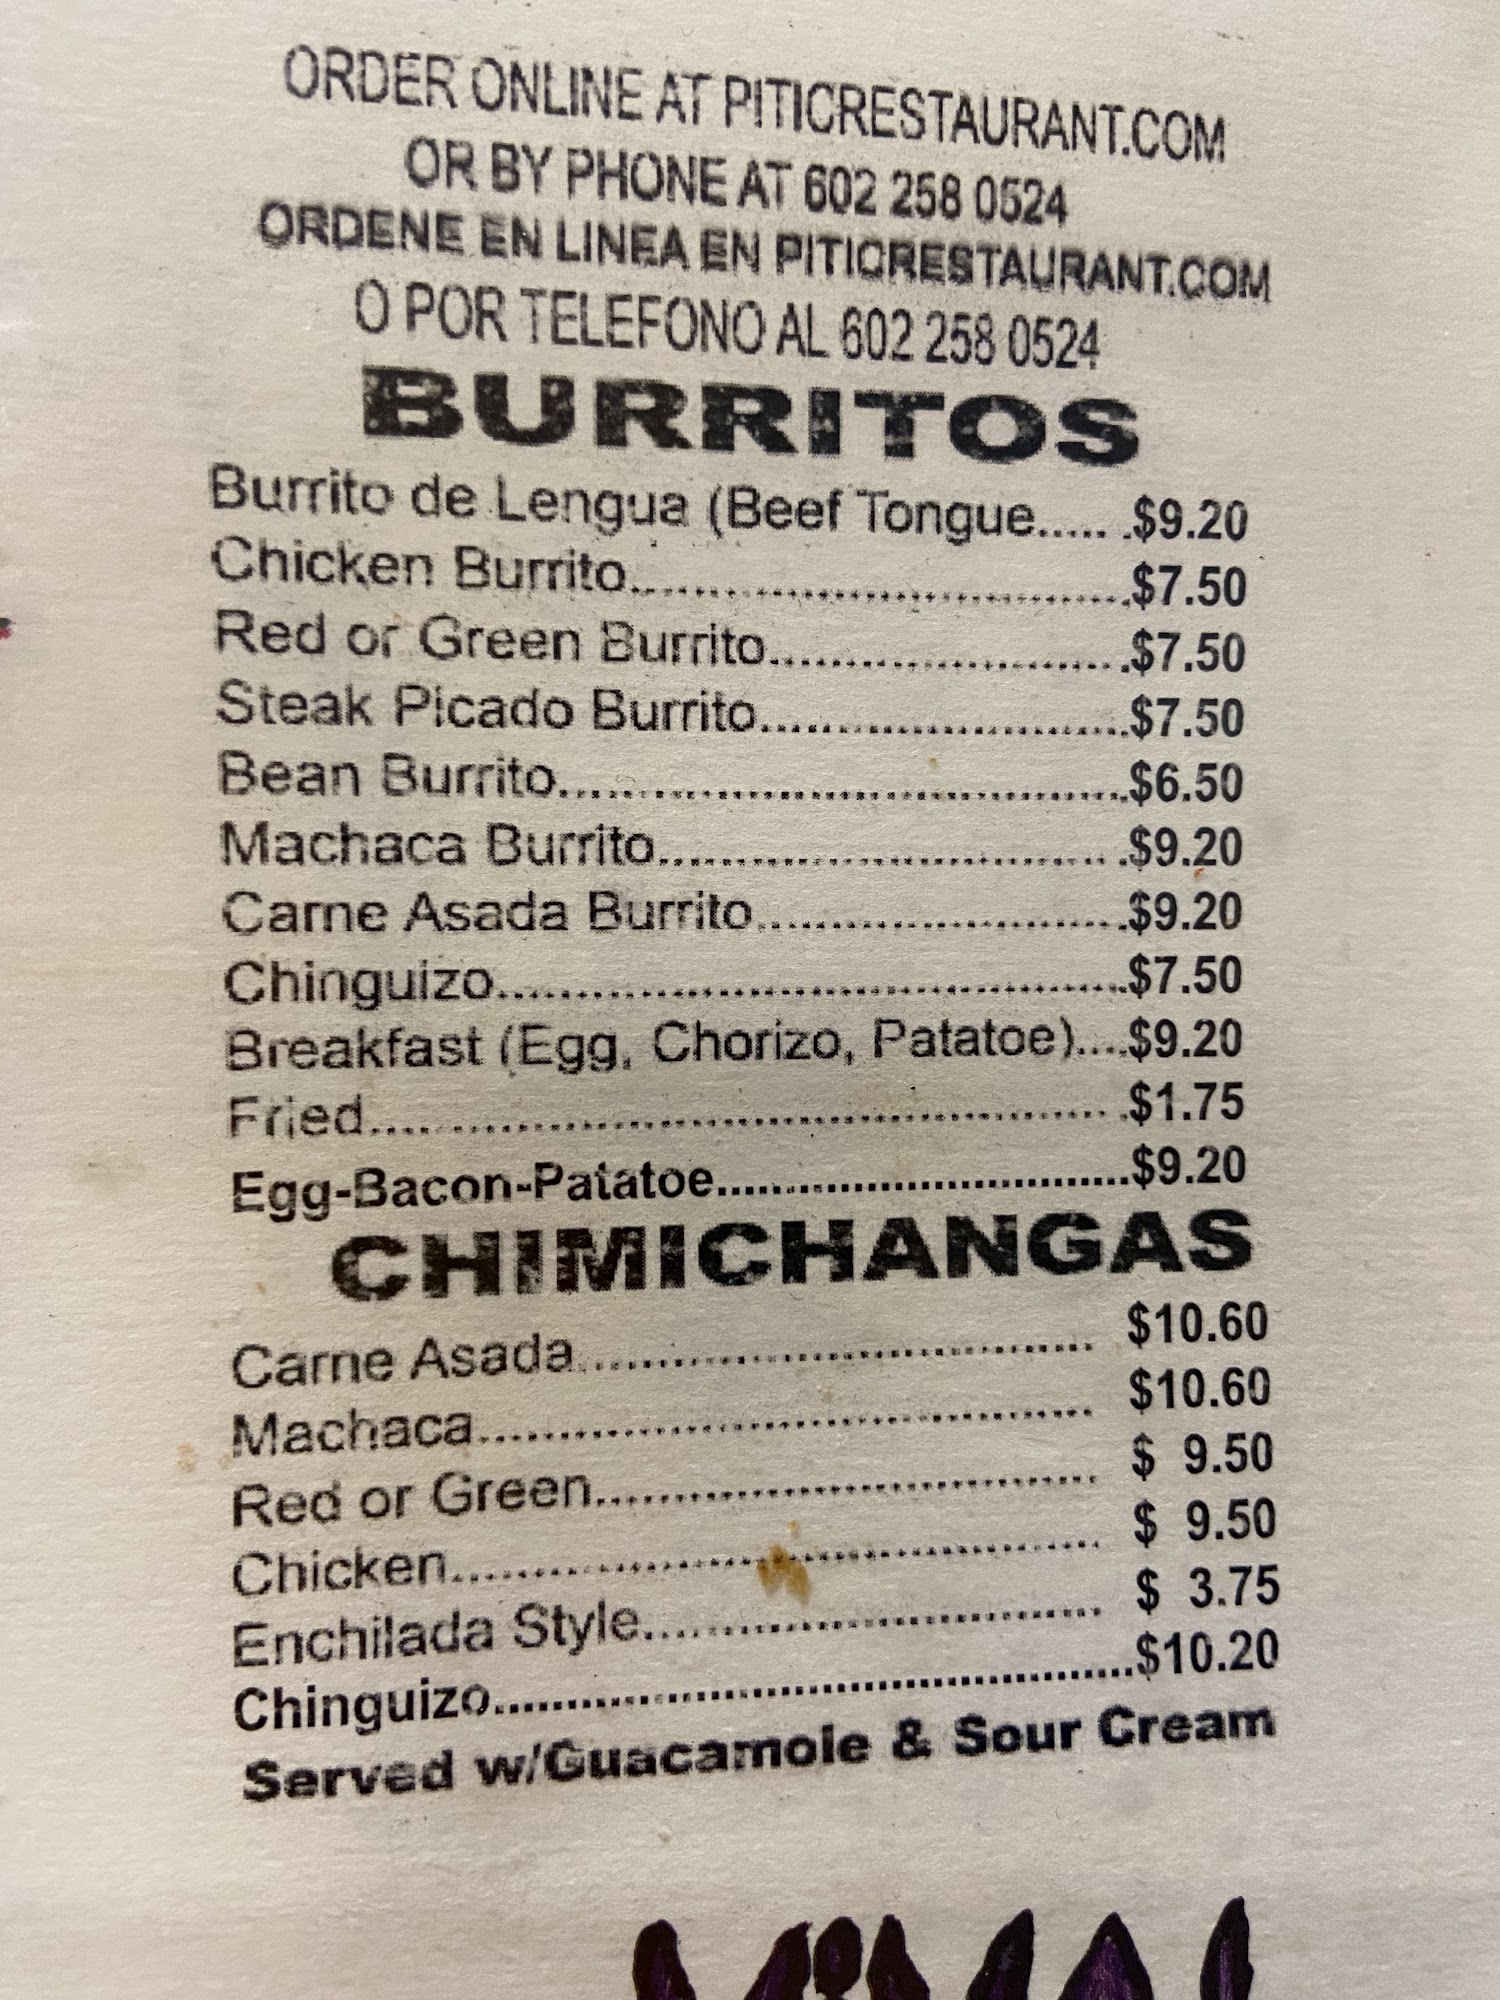 ORDER ONLINE AT PITICRESTAURANT.COM
OR BY PHONE AT 602 258 0524
ORDENE EN LINEA EN PITICRESTAURANT.COM
O POR TELEFONO AL 602 258 0524
BURRITOS
Burrito de Lengua (Beef Tongue..... .$9.20
Chicken Burrito....................................$7.50
Red or Green Burrito..........................$7.50
Steak Picado Burrito...........................$7.50
Bean Burrito.........................................$6.50
Machaca Burrito..................................$9.20
Carne Asada Burrito...........................$9.20
Chinguizo.............................................$7.50
Breakfast (Egg, Chorizo, Patatoe)....$9.20
Fried.................................................... .$1.75
Egg-Bacon-Patatoe..............................$9.20
CHIMICHANGAS
Carne Asada..................................... $10.60
Machaca............................................ $10.60
Red or Green.................................... $ 9.50
Chicken.............................................. $ 9.50
Enchilada Style................................. $ 3.75
Chinguizo..............................................$10.20
Served w/Guacamole & Sour Cream